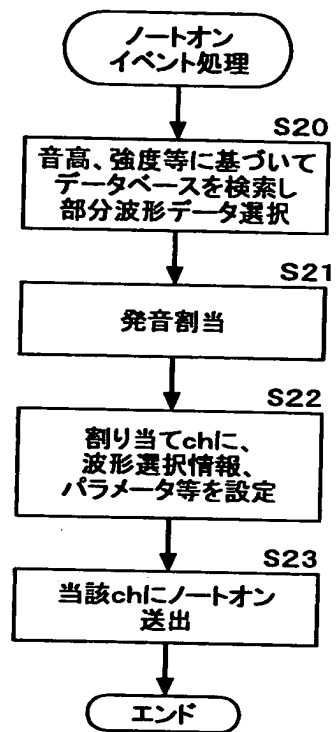 ノートオン
イベント処理
S20
音高、強度等に基づいて
データベースを検索し
部分波形データ選択
S21
発音割当
S22
割り当てchに、
波形選択情報、
パラメータ等を設定
S23
当該chにノートオン
送出
エンド